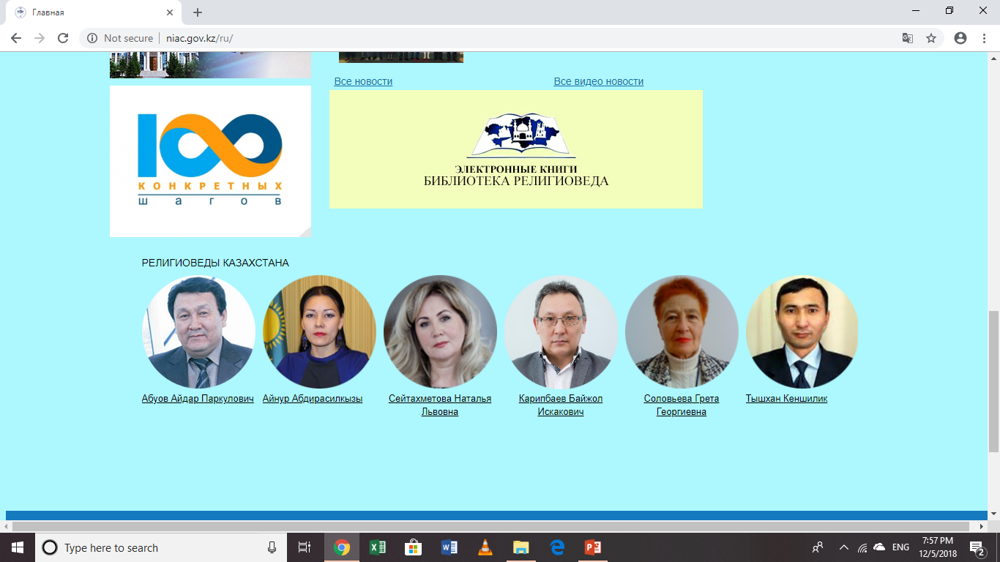 Главная
Not secure
niac.gov.kz/ru/
Все новости
Все видео новости
100
КОНКРЕТНЫХ
шагов
ЭЛЕКТРОННЫЕ КНИГИ
БИБЛИОТЕКА РЕЛИГИОВЕДА
РЕЛИГИОВЕДЫ КАЗАХСТАНА
Абуов Айдар Паркулович
Айнур Абдирасилкызы
Сейтахметова Наталья
Львовна
Карипбаев Байжол
Искакович
Соловьева Грета
Георгиевна
Тышхан Кеншилик
Type here to search
ENG
7:57 PM
12/5/2018
2